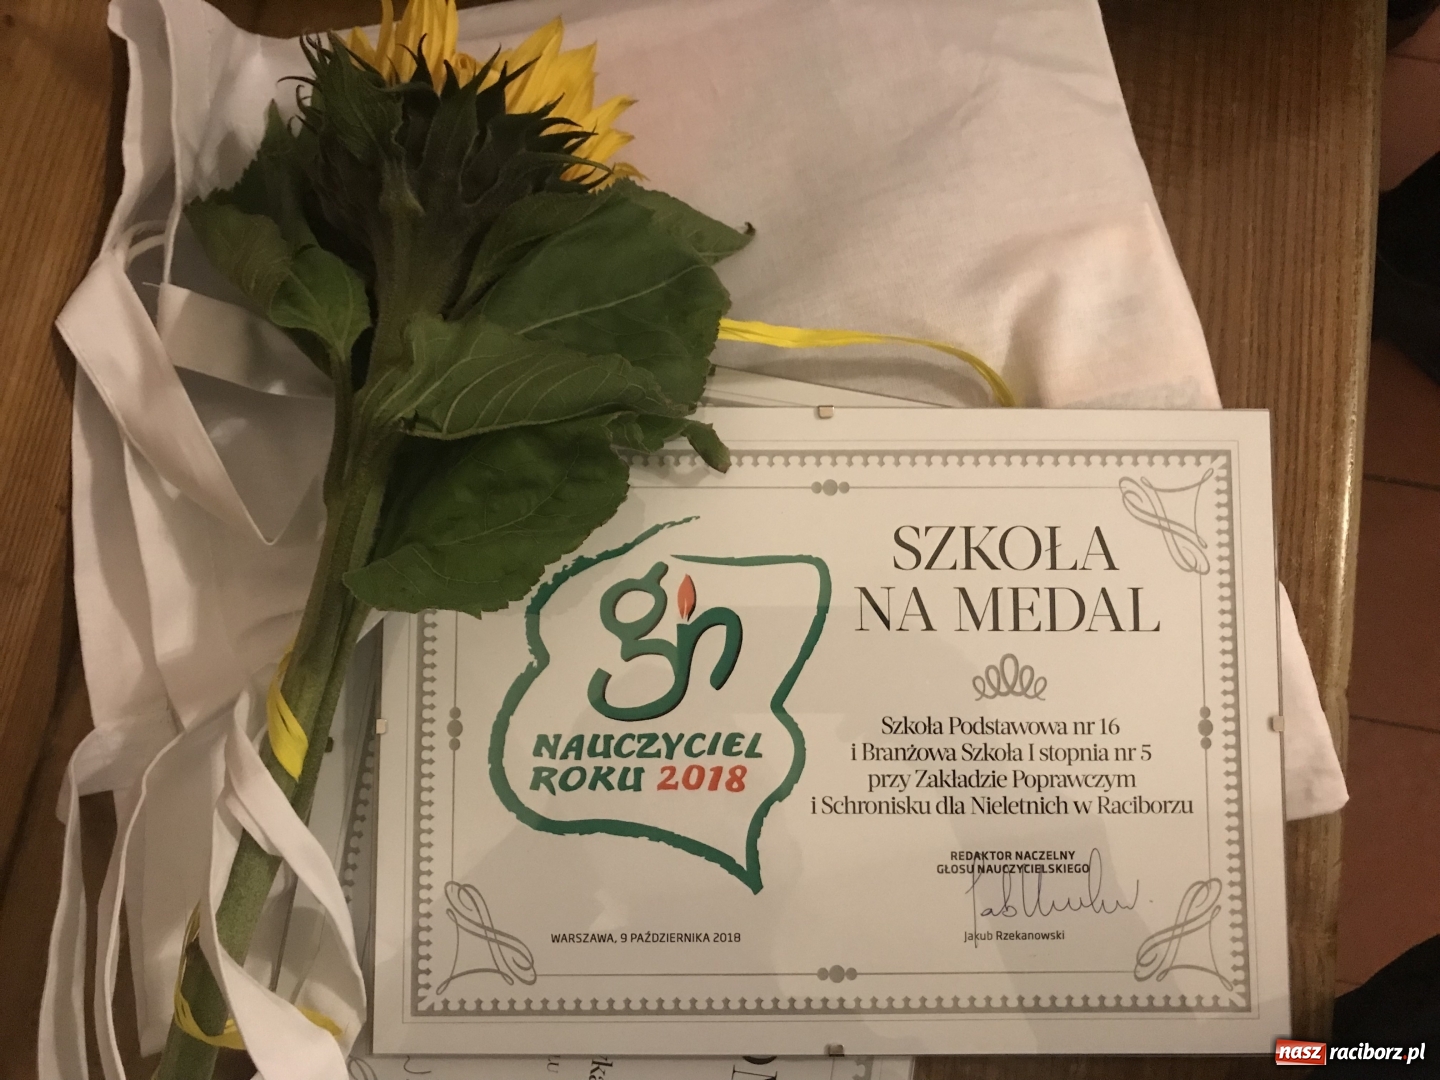 SZKOŁA
NA MEDAL
gn
NAUCZYCIEL
ROKU 2018
Szkoła Podstawowa nr 16
i Branżowa Szkoła I stopnia nr 5
przy Zakładzie Poprawczym
i Schronisku dla Nieletnich w Raciborzu
REDAKTOR NACZELNY
GŁOSU NAUCZYCIELSKIEGO
Jakub Rzekanowski
WARSZAWA, 9 PAŹDZIERNIKA 2018
nasz raciborz.pl